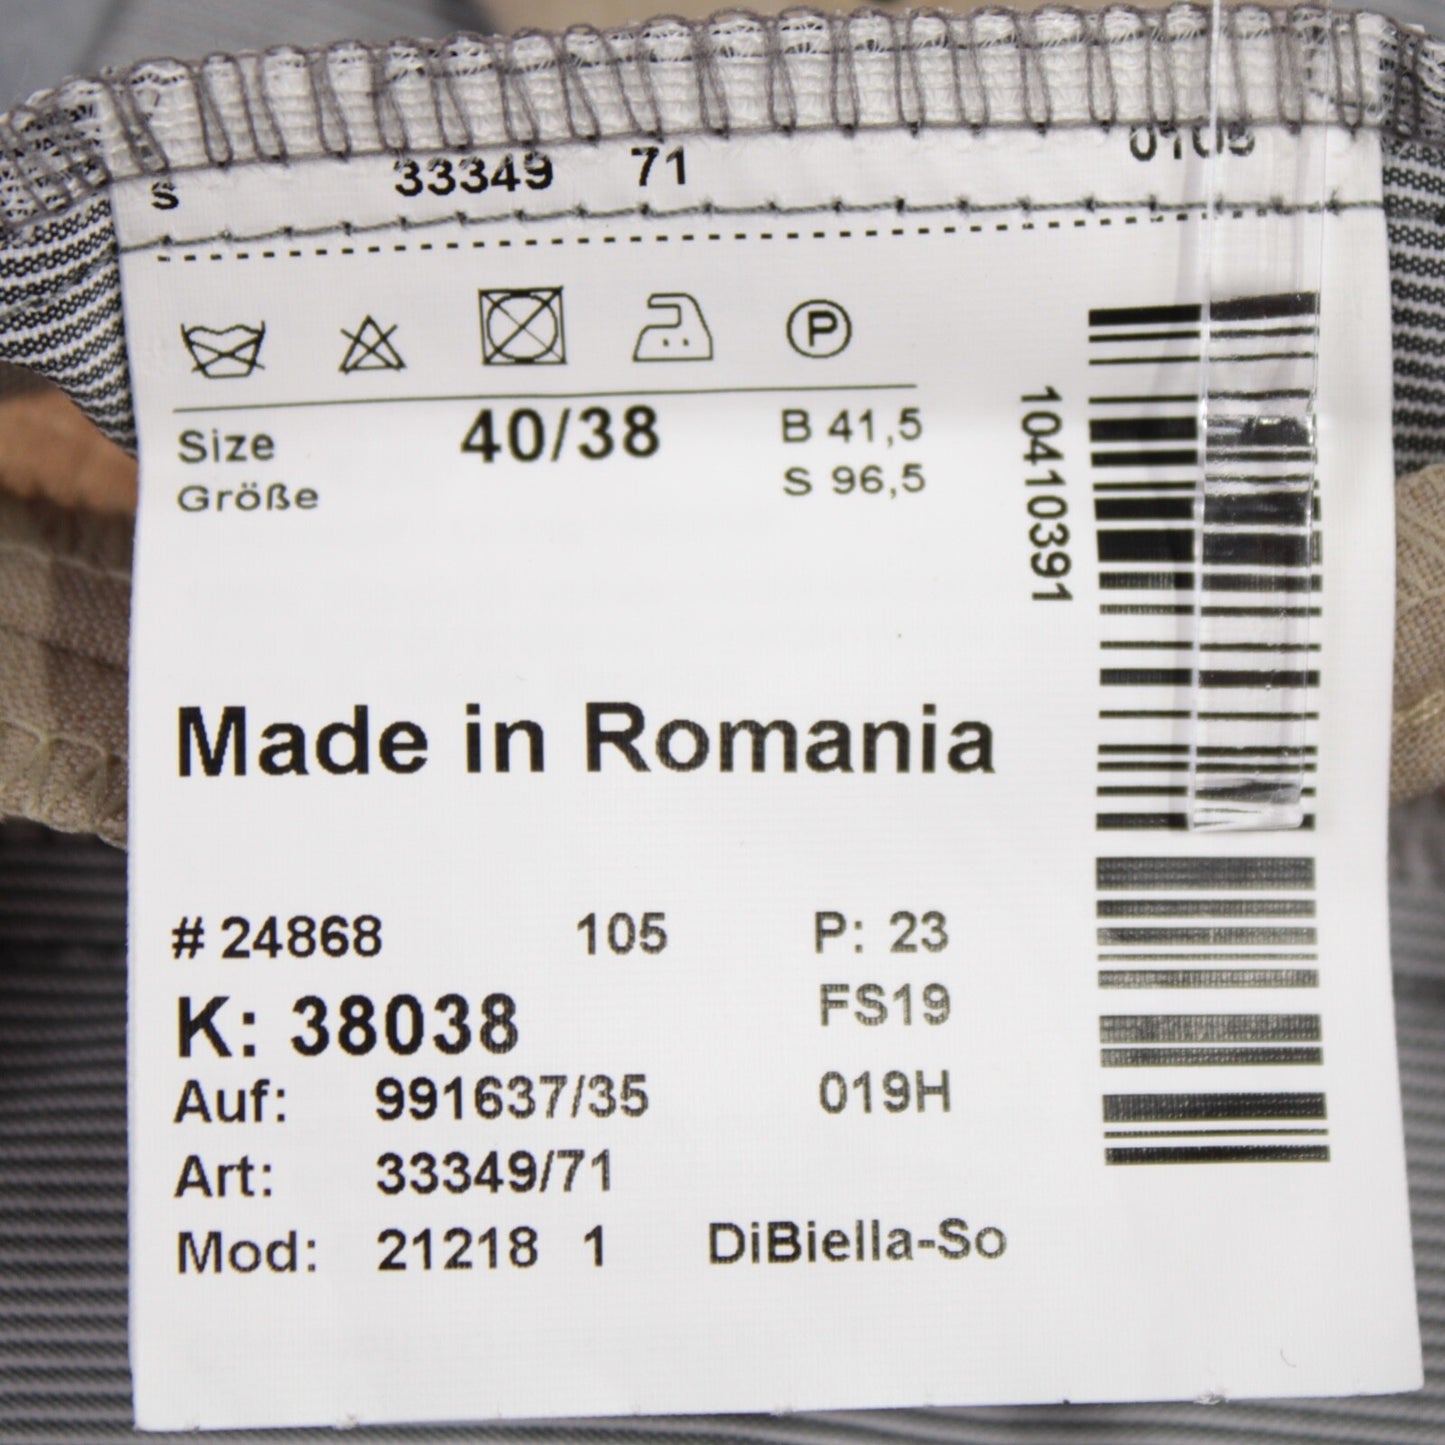 s 33349 71 0105
P
Size 40/38 B 41,5
Größe S 96,5
10410391
Made in Romania
# 24868 105 P: 23
K: 38038 FS19
Auf: 991637/35 019H
Art: 33349/71
Mod: 21218 1 DiBiella-So